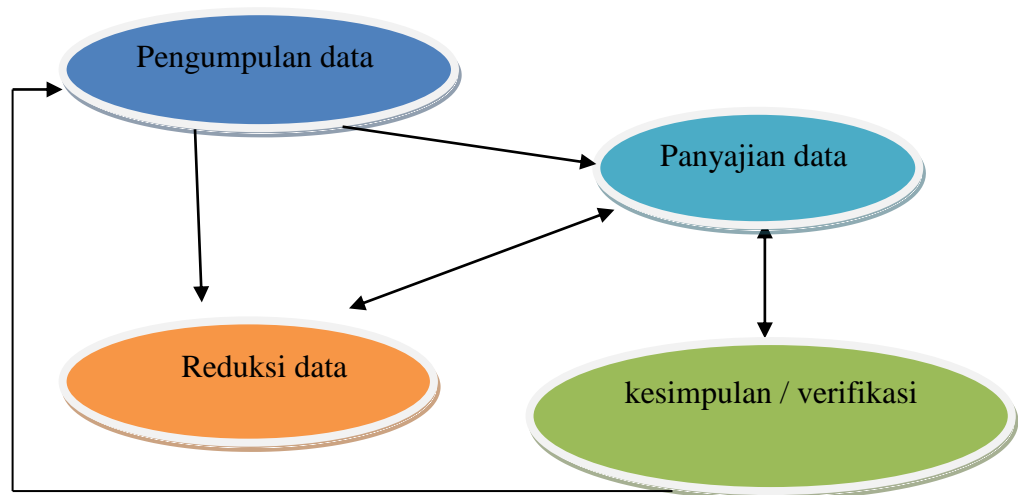 Pengumpulan data
Panyajian data
Reduksi data
kesimpulan / verifikasi